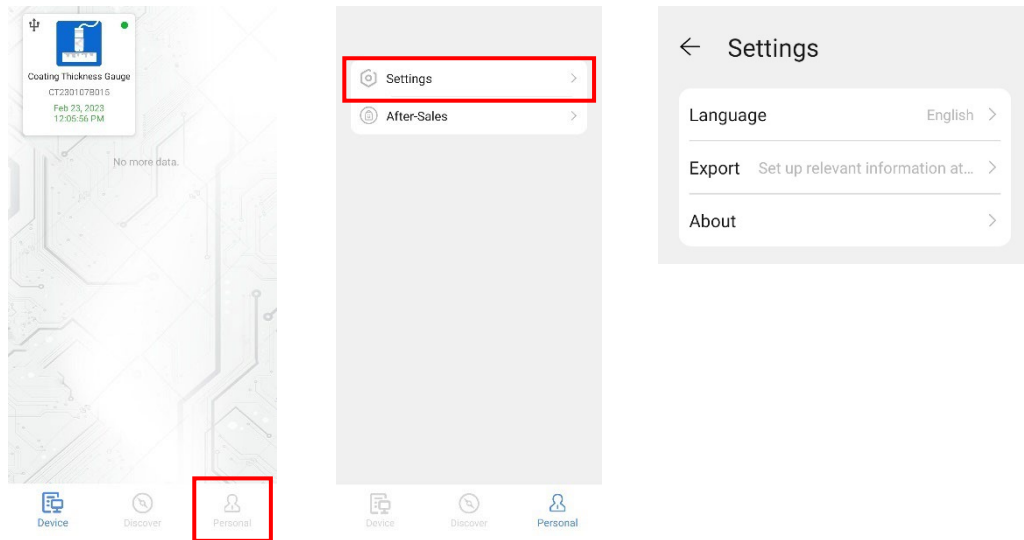 Coating Thickness Gauge
CT2301078015
Feb 23, 2023
12:05:56 PM
No more data.
Device
Discover
Personal
Settings
After-Sales
Device
Discover
Personal
Settings
Language English
Export Set up relevant information at...
About